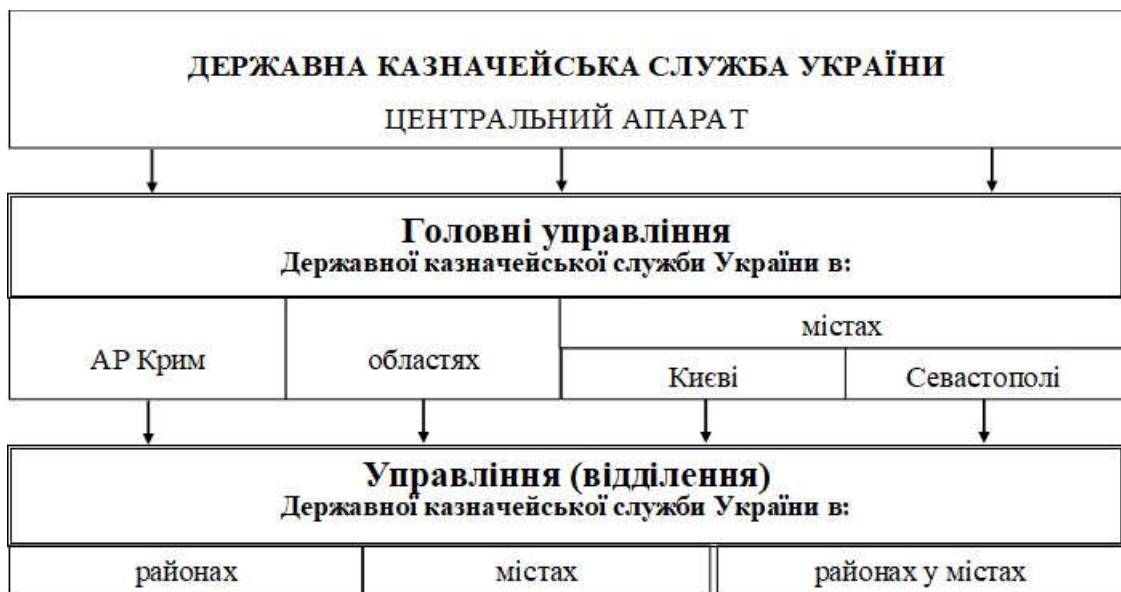 ДЕРЖАВНА КАЗНАЧЕЙСЬКА СЛУЖБА УКРАЇНИ
ЦЕНТРАЛЬНИЙ АПАРАТ
Головні управління
Державної казначейської служби України в:
АР Крим
областях
містах
Києві
Севастополі
Управління (відділення)
Державної казначейської служби України в:
районах
містах
районах у містах